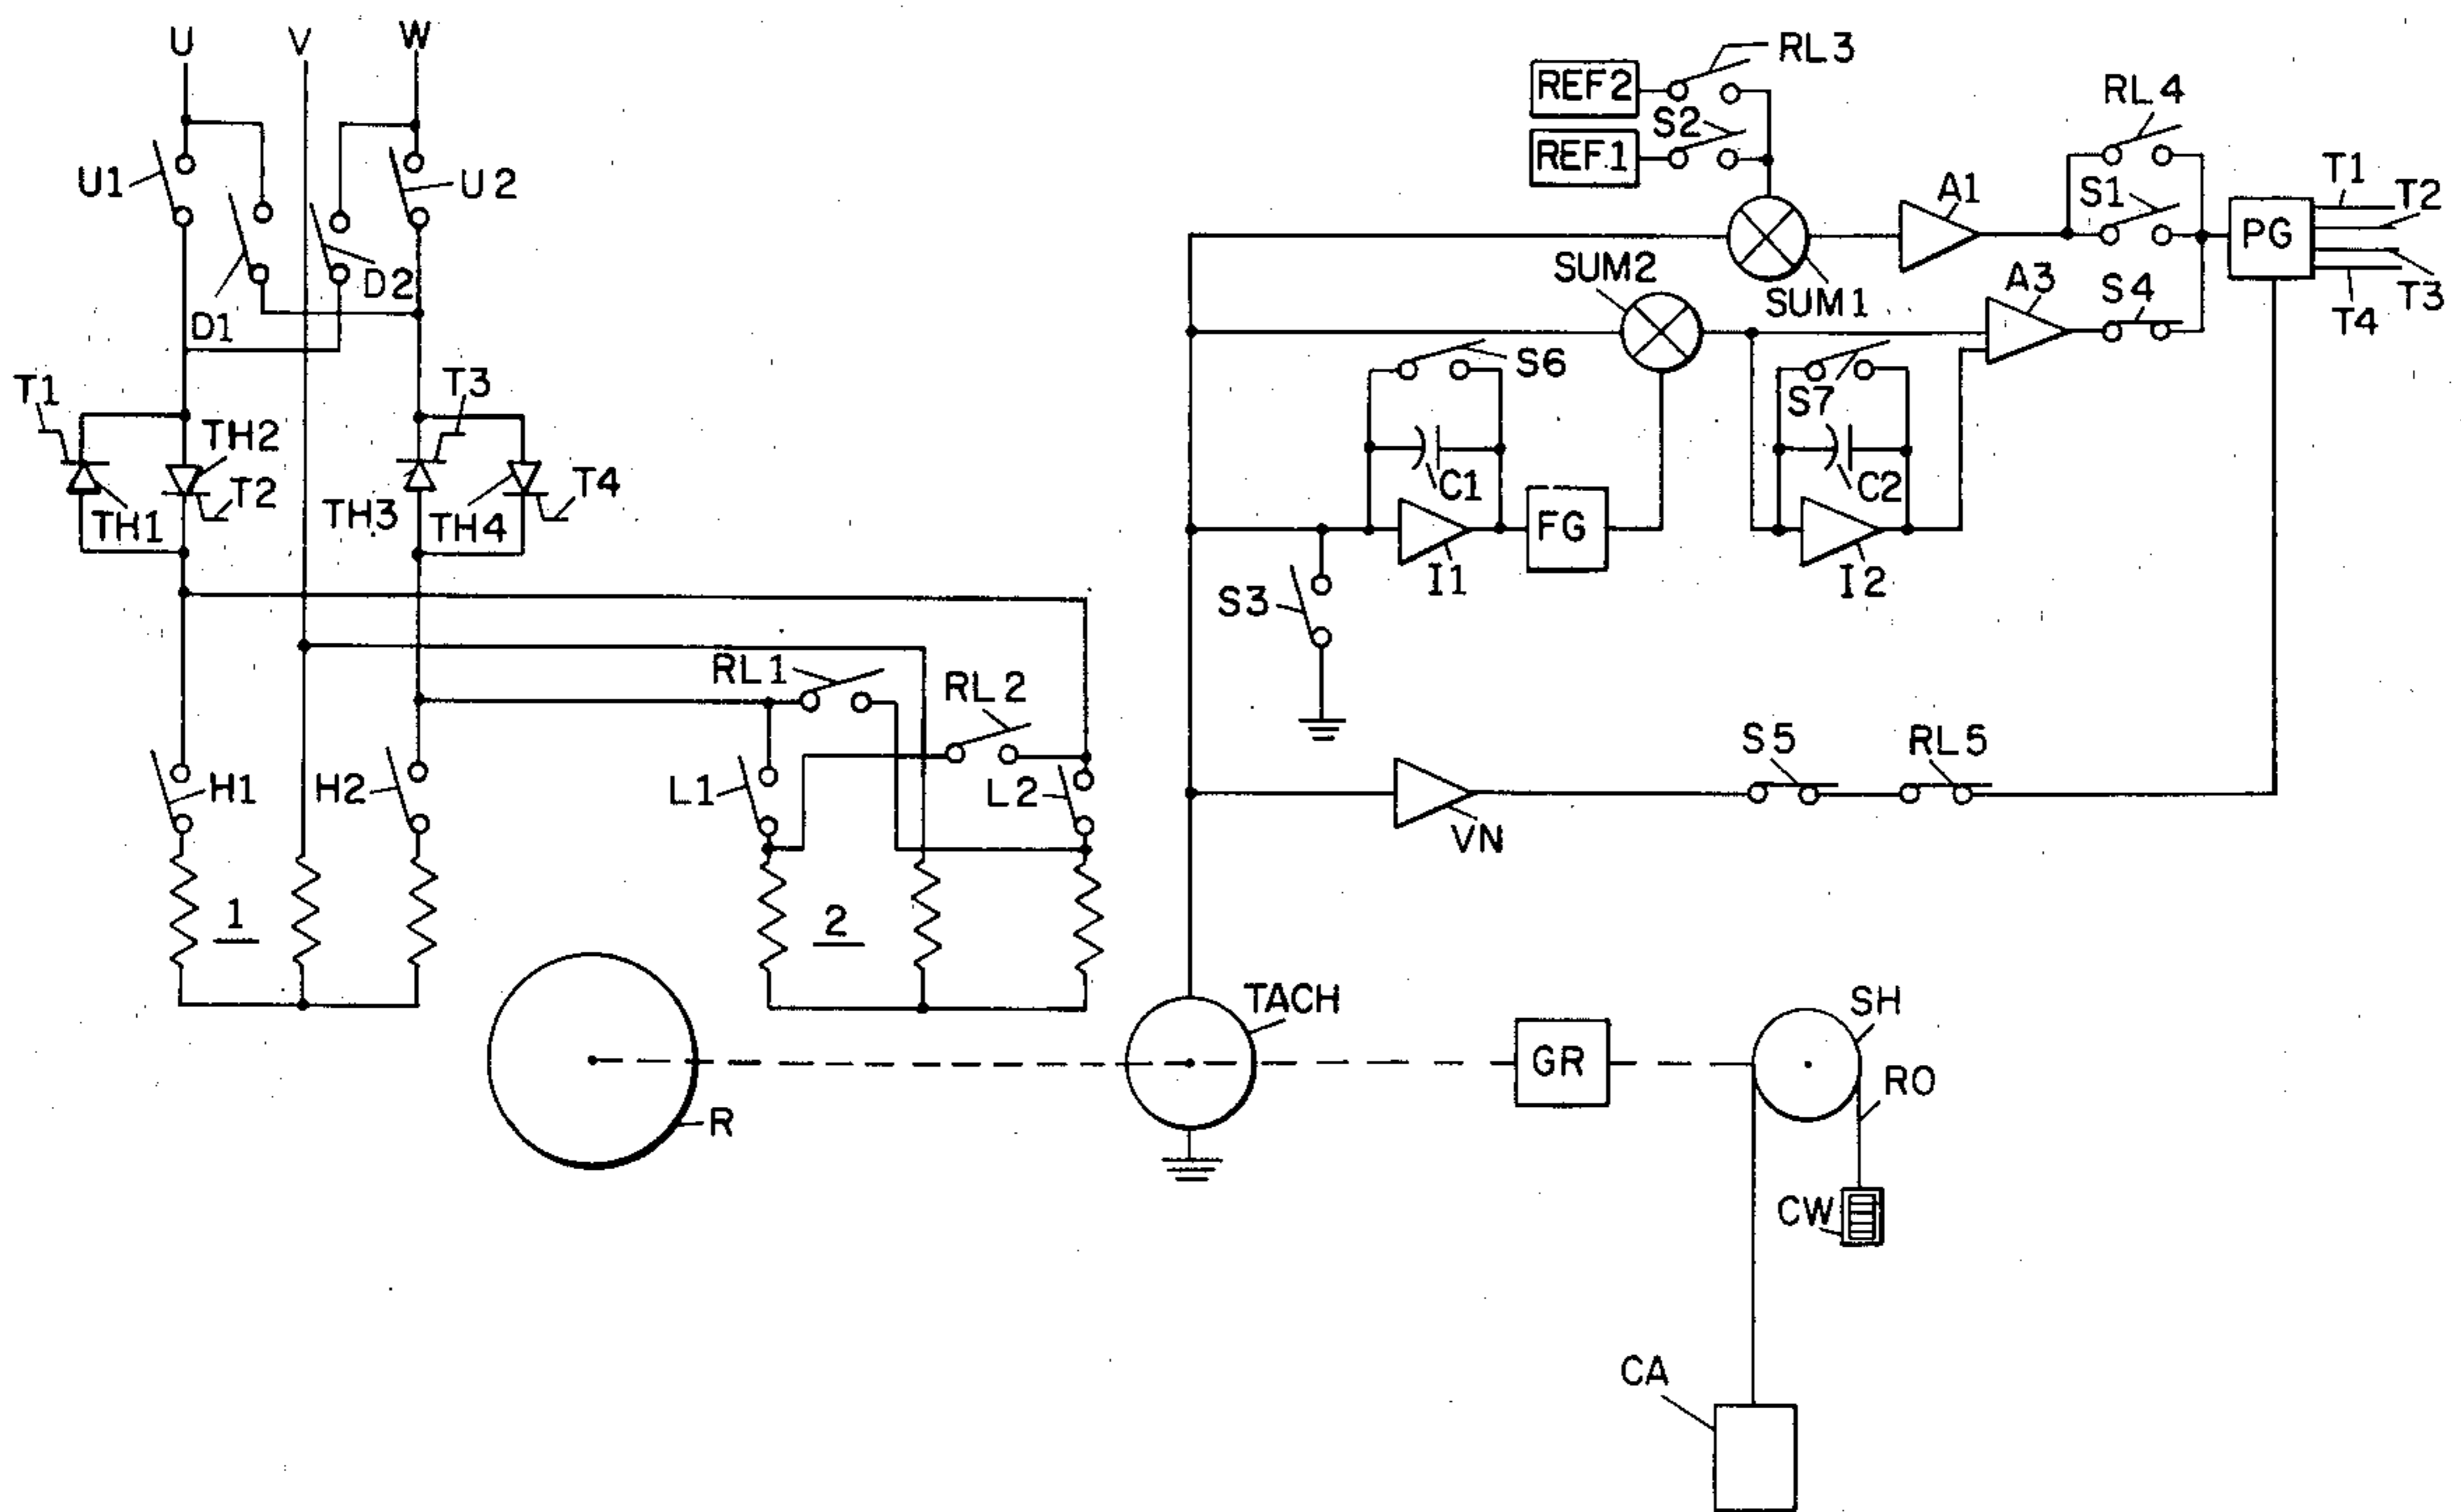 U
V
W
RL3
REF2
S2
REF1
RL4
S1
A1
T1
T2
PG
T3
T4
U1
U2
D1
D2
SUM2
SUM1
A3
S4
S6
S7
T1
TH2
T3
T2
T4
TH1
TH3
TH4
C1
C2
FG
I1
I2
S3
RL1
RL2
H1
H2
L1
L2
S5
RL5
VN
1
2
TACH
SH
GR
RO
R
CW
CA